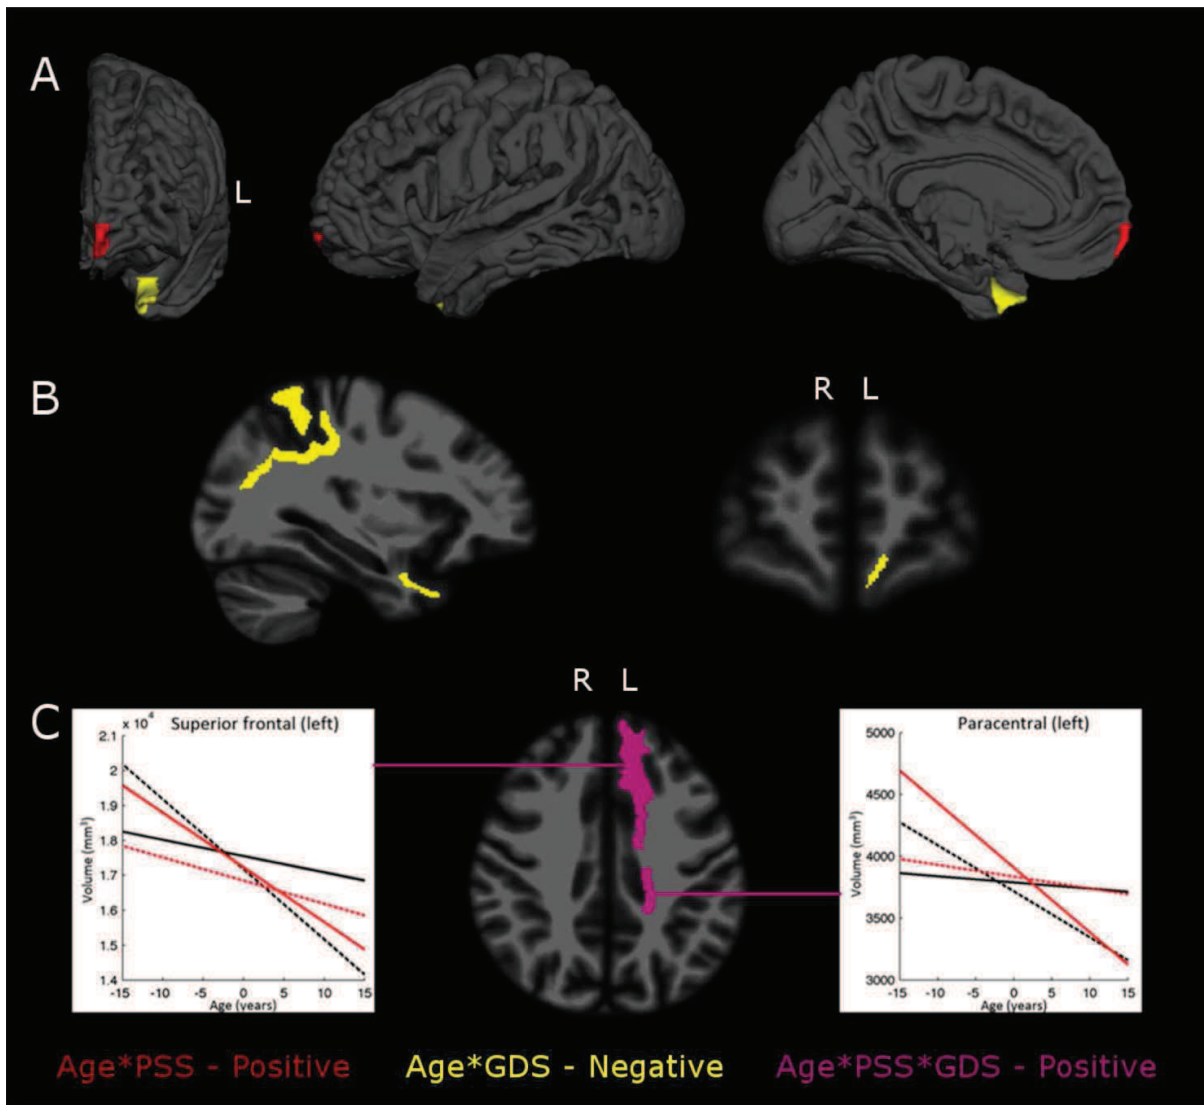 A
L
B
R L
R L
C
Superior frontal (left)
x 10⁴
2.1
2
1.9
1.8
1.7
1.6
1.5
1.4
Volume (mm³)
-15 -10 -5 0 5 10 15
Age (years)
Paracentral (left)
5000
4500
4000
3500
3000
Volume (mm³)
-15 -10 -5 0 5 10 15
Age (years)
Age*PSS - Positive Age*GDS - Negative Age*PSS*GDS - Positive